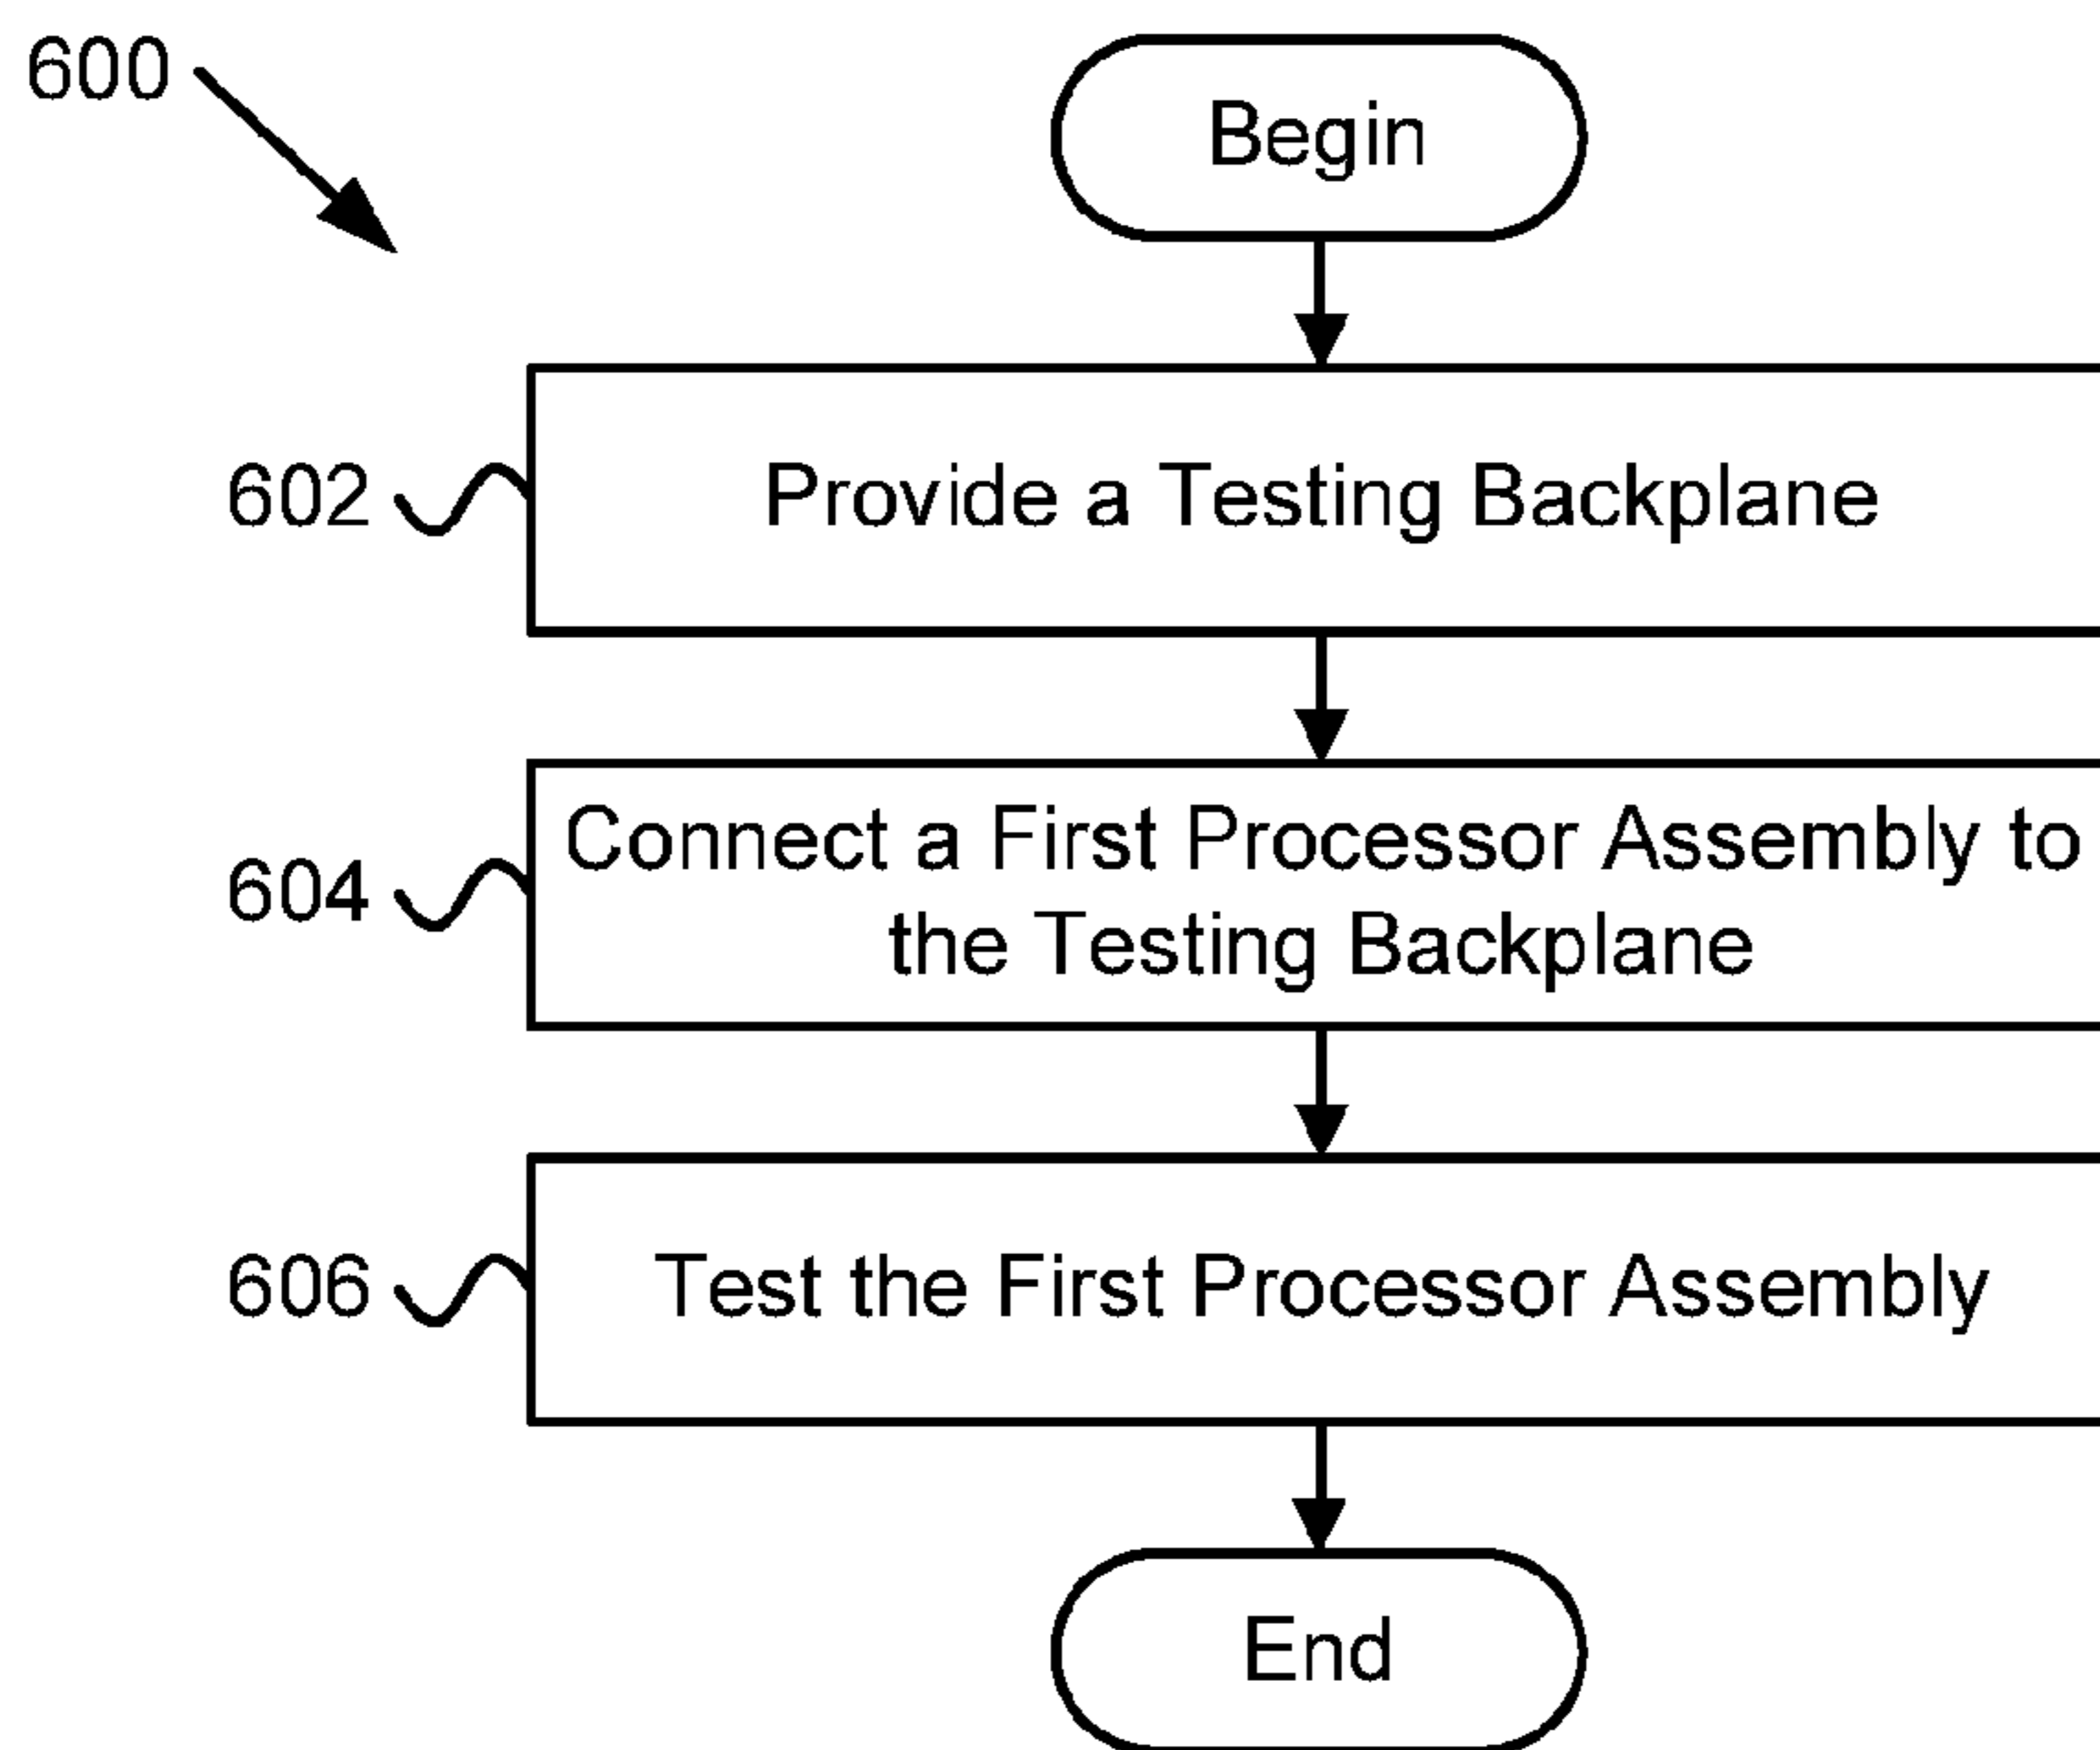 600
Begin
602
Provide a Testing Backplane
604
Connect a First Processor Assembly to
the Testing Backplane
606
Test the First Processor Assembly
End